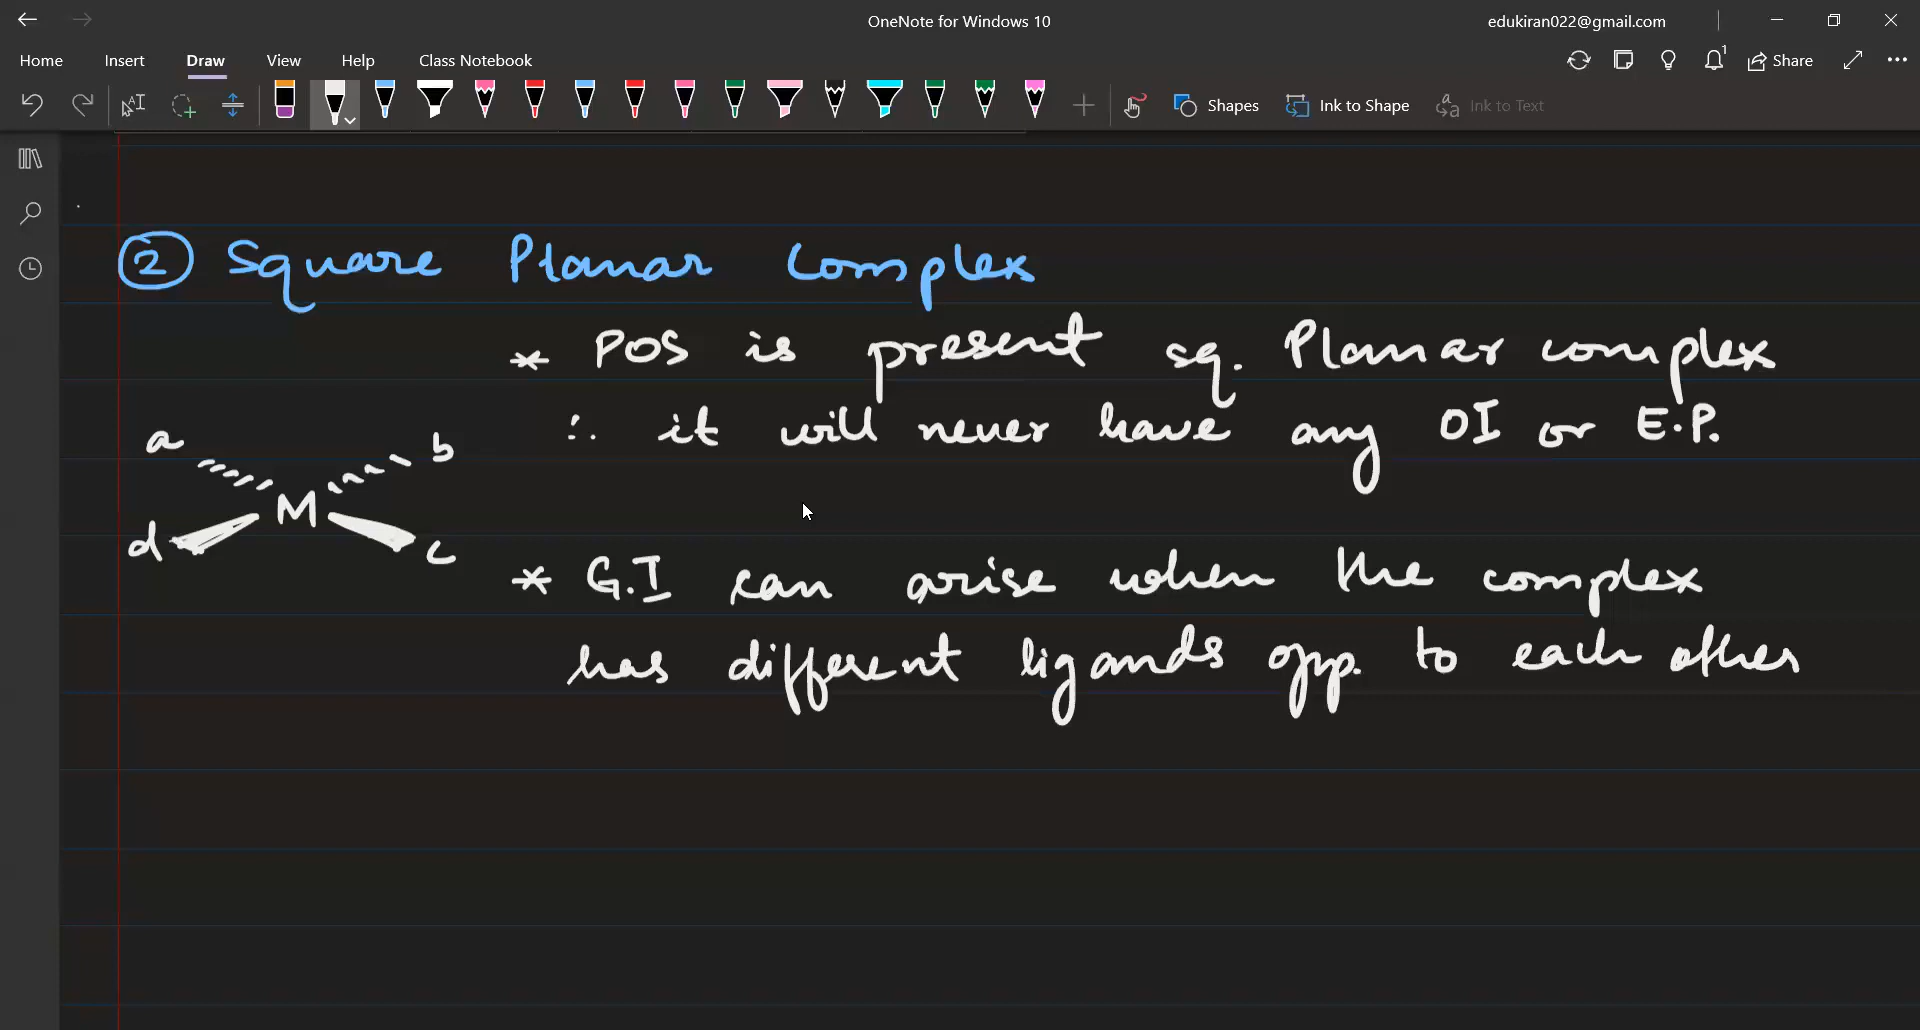 OneNote for Windows 10
edukiran022@gmail.com
Home Insert Draw View Help Class Notebook
1 Share
Shapes Ink to Shape Ink to Text
② Square Planar Complex
* POS is present sq. Planar complex
∴ it will never have any OI or E.P.
a b
M
d c
* G.I can arise when the complex
has different ligands opp. to each other